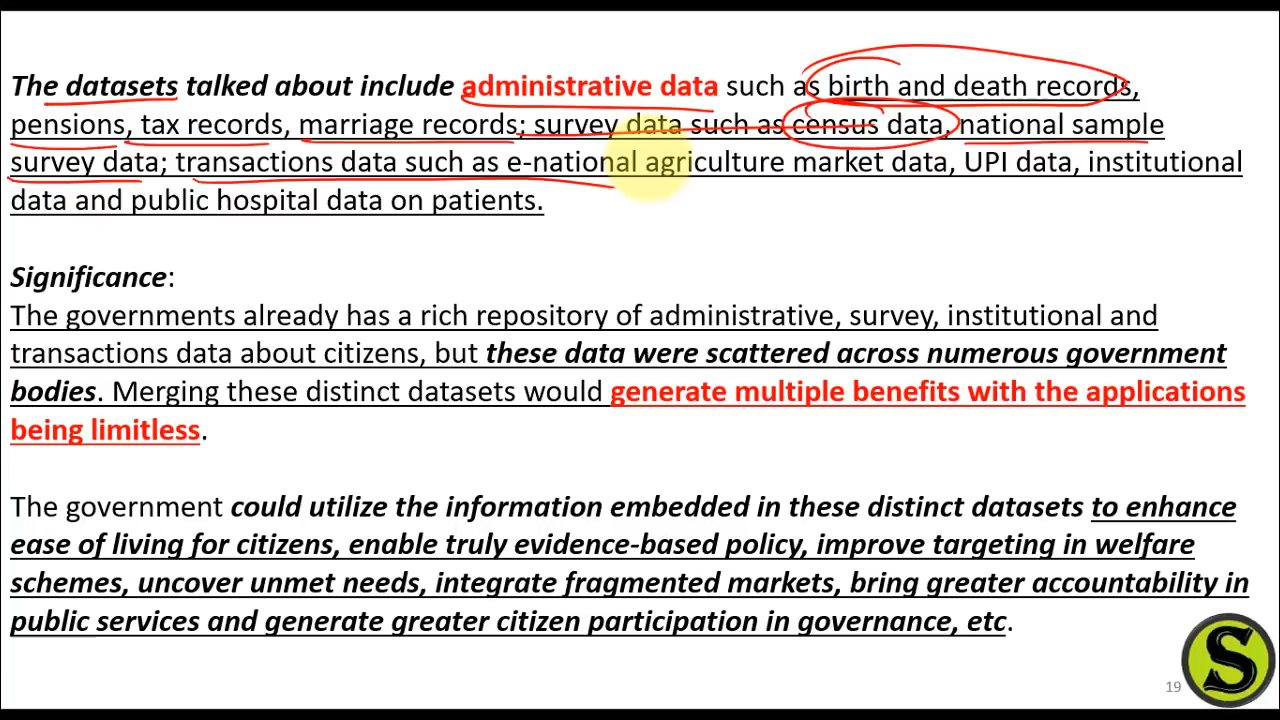 The datasets talked about include administrative data such as birth and death records,
pensions, tax records, marriage records; survey data such as census data, national sample
survey data; transactions data such as e-national agriculture market data, UPI data, institutional
data and public hospital data on patients.
Significance:
The governments already has a rich repository of administrative, survey, institutional and
transactions data about citizens, but these data were scattered across numerous government
bodies. Merging these distinct datasets would generate multiple benefits with the applications
being limitless.
The government could utilize the information embedded in these distinct datasets to enhance
ease of living for citizens, enable truly evidence-based policy, improve targeting in welfare
schemes, uncover unmet needs, integrate fragmented markets, bring greater accountability in
public services and generate greater citizen participation in governance, etc.
19
S